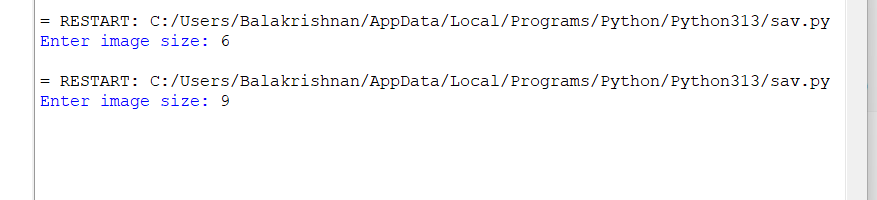 = RESTART: C:/Users/Balakrishnan/AppData/Local/Programs/Python/Python313/sav.py
Enter image size: 6
= RESTART: C:/Users/Balakrishnan/AppData/Local/Programs/Python/Python313/sav.py
Enter image size: 9